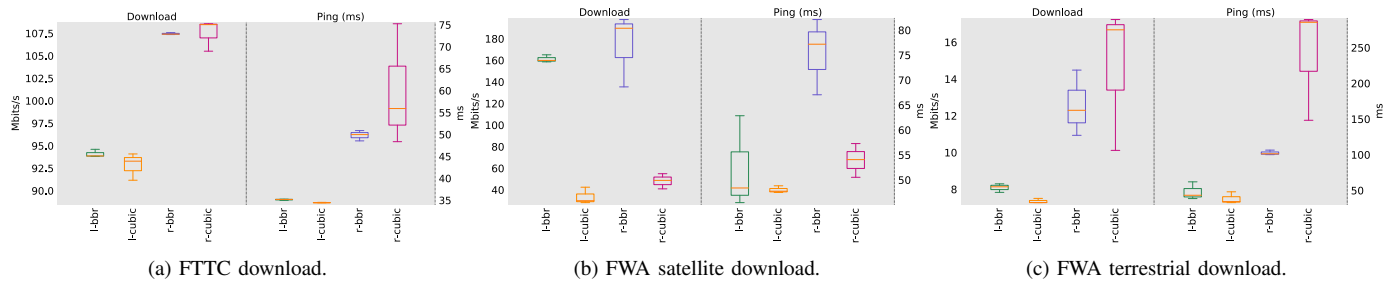 Download Ping (ms)
Mbits/s
107.5
105.0
102.5
100.0
97.5
95.0
92.5
90.0
75
70
65
60
55
50
45
40
35
ms
l-bbr
l-cubic
r-bbr
r-cubic
l-bbr
l-cubic
r-bbr
r-cubic
(a) FTTC download.
Download Ping (ms)
Mbits/s
180
160
140
120
100
80
60
40
80
75
70
65
60
55
50
ms
l-bbr
l-cubic
r-bbr
r-cubic
l-bbr
l-cubic
r-bbr
r-cubic
(b) FWA satellite download.
Download Ping (ms)
Mbits/s
16
14
12
10
8
250
200
150
100
50
ms
l-bbr
l-cubic
r-bbr
r-cubic
l-bbr
l-cubic
r-bbr
r-cubic
(c) FWA terrestrial download.